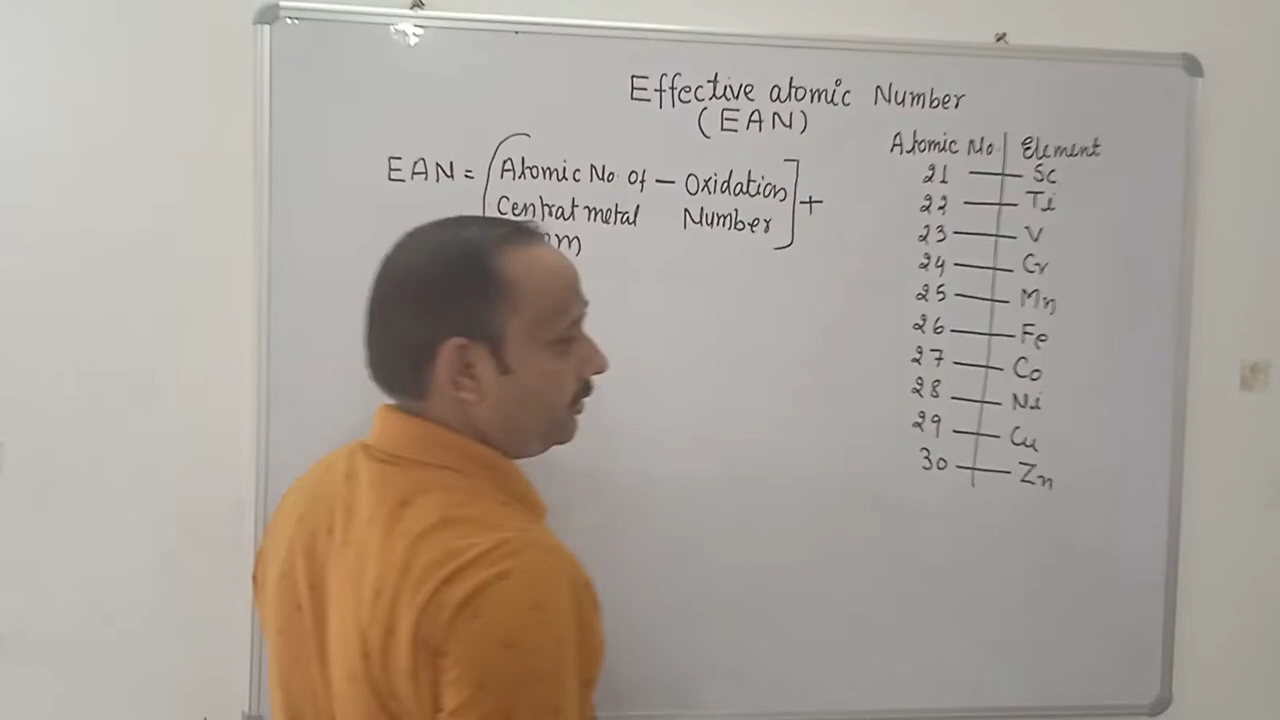 Effective atomic Number
(EAN)
EAN = [Atomic No. of − Oxidation] +
Central metal Number
Atomic No Element
21 — Sc
22 — Ti
23 — V
24 — Cr
25 — Mn
26 — Fe
27 — Co
28 — Ni
29 — Cu
30 — Zn